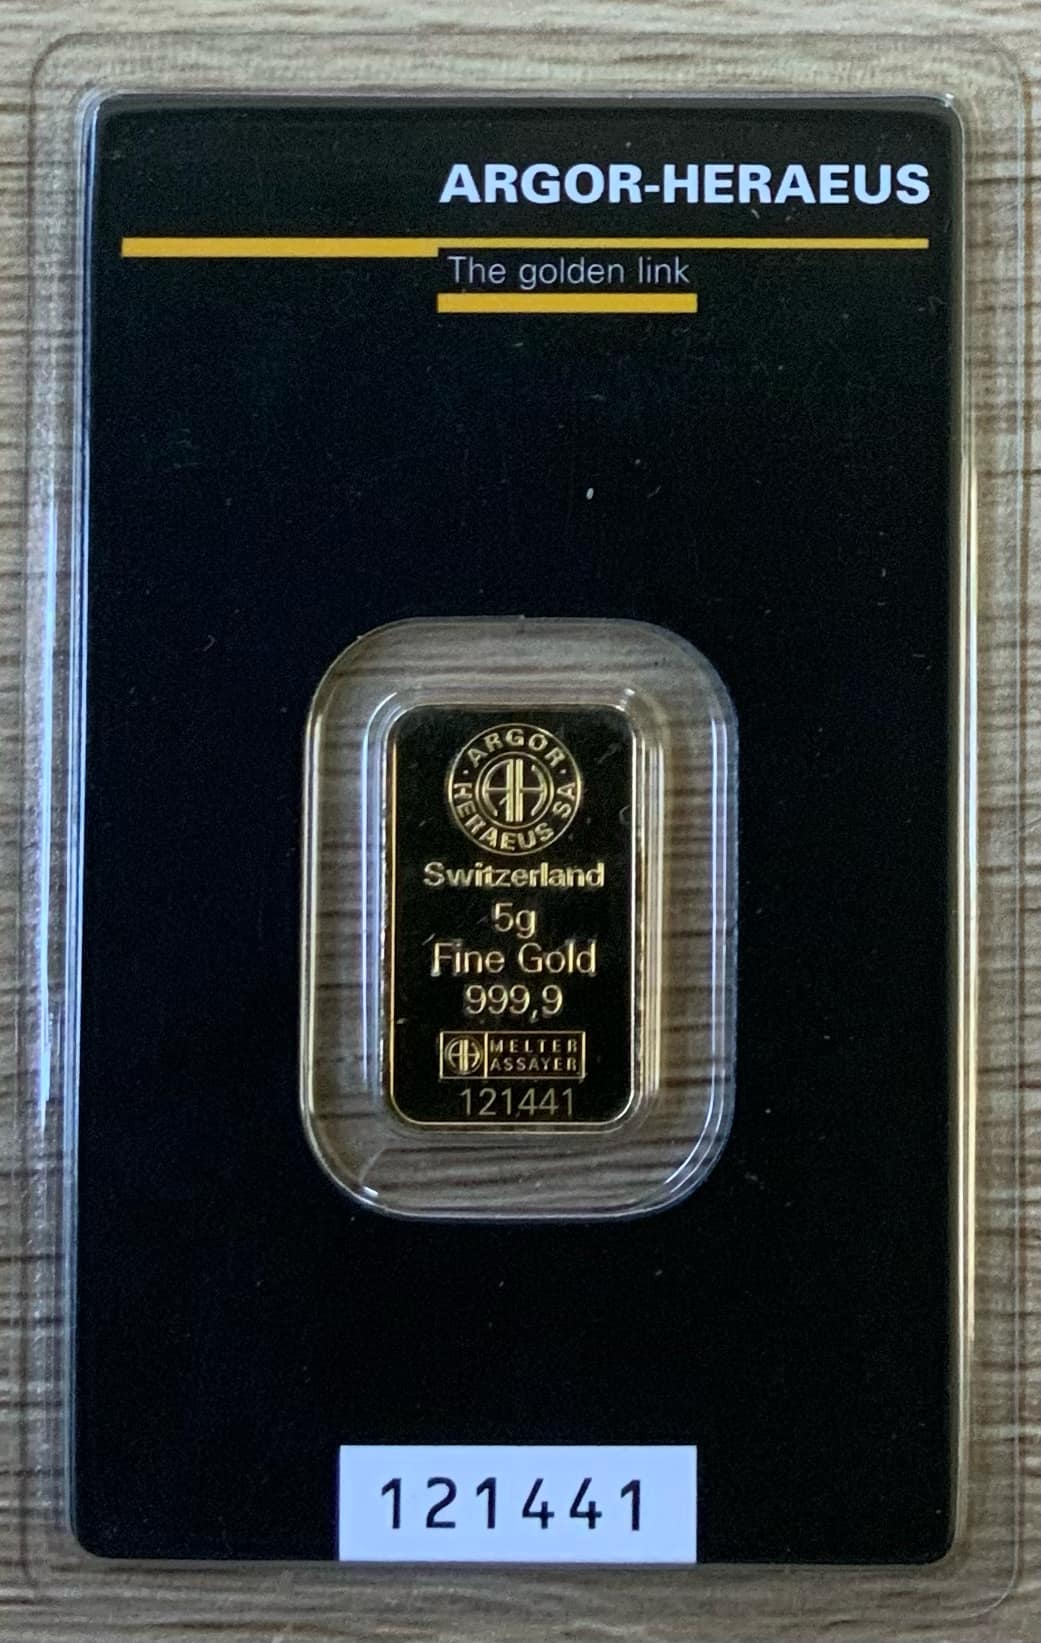 ARGOR-HERAEUS
The golden link
ARGOR
HERAEUS SA
Switzerland
5g
Fine Gold
999,9
MELTER
ASSAYER
121441
121441